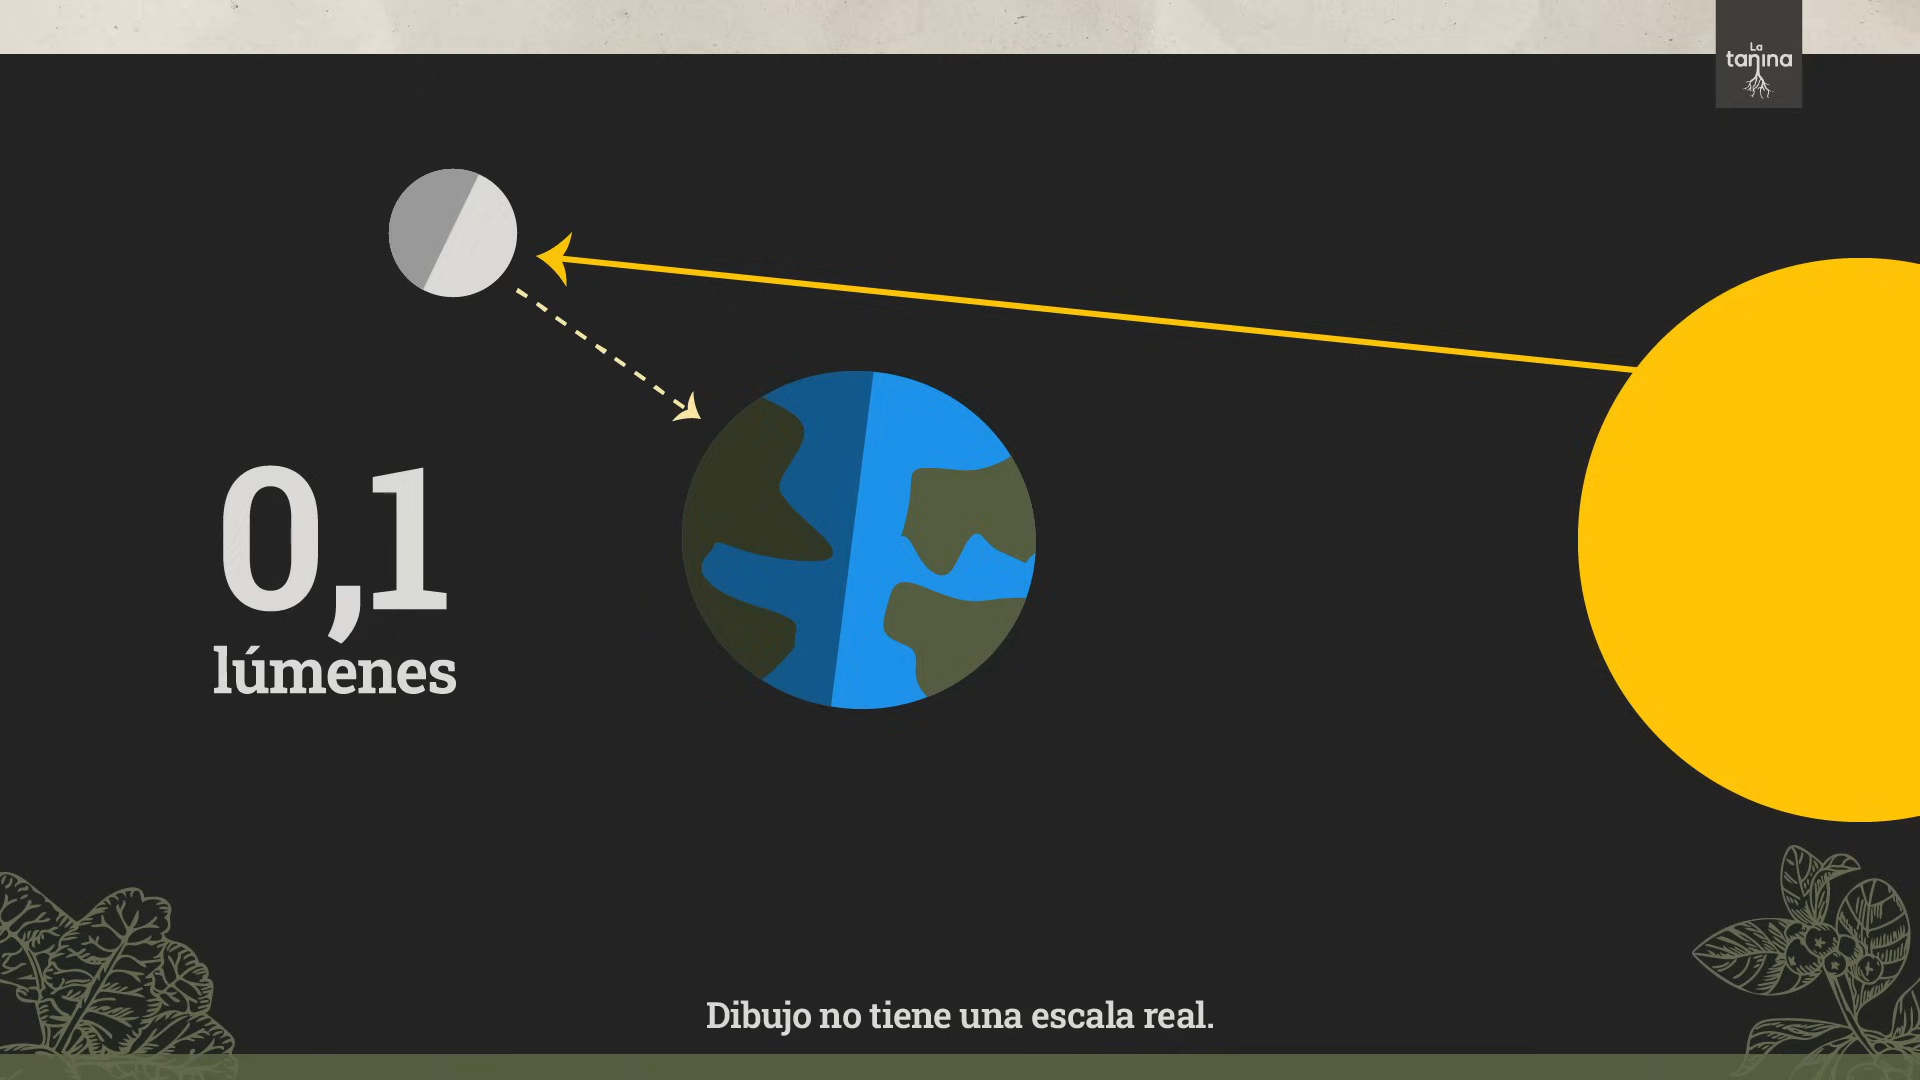 La
tanina
0,1
lúmenes
Dibujo no tiene una escala real.